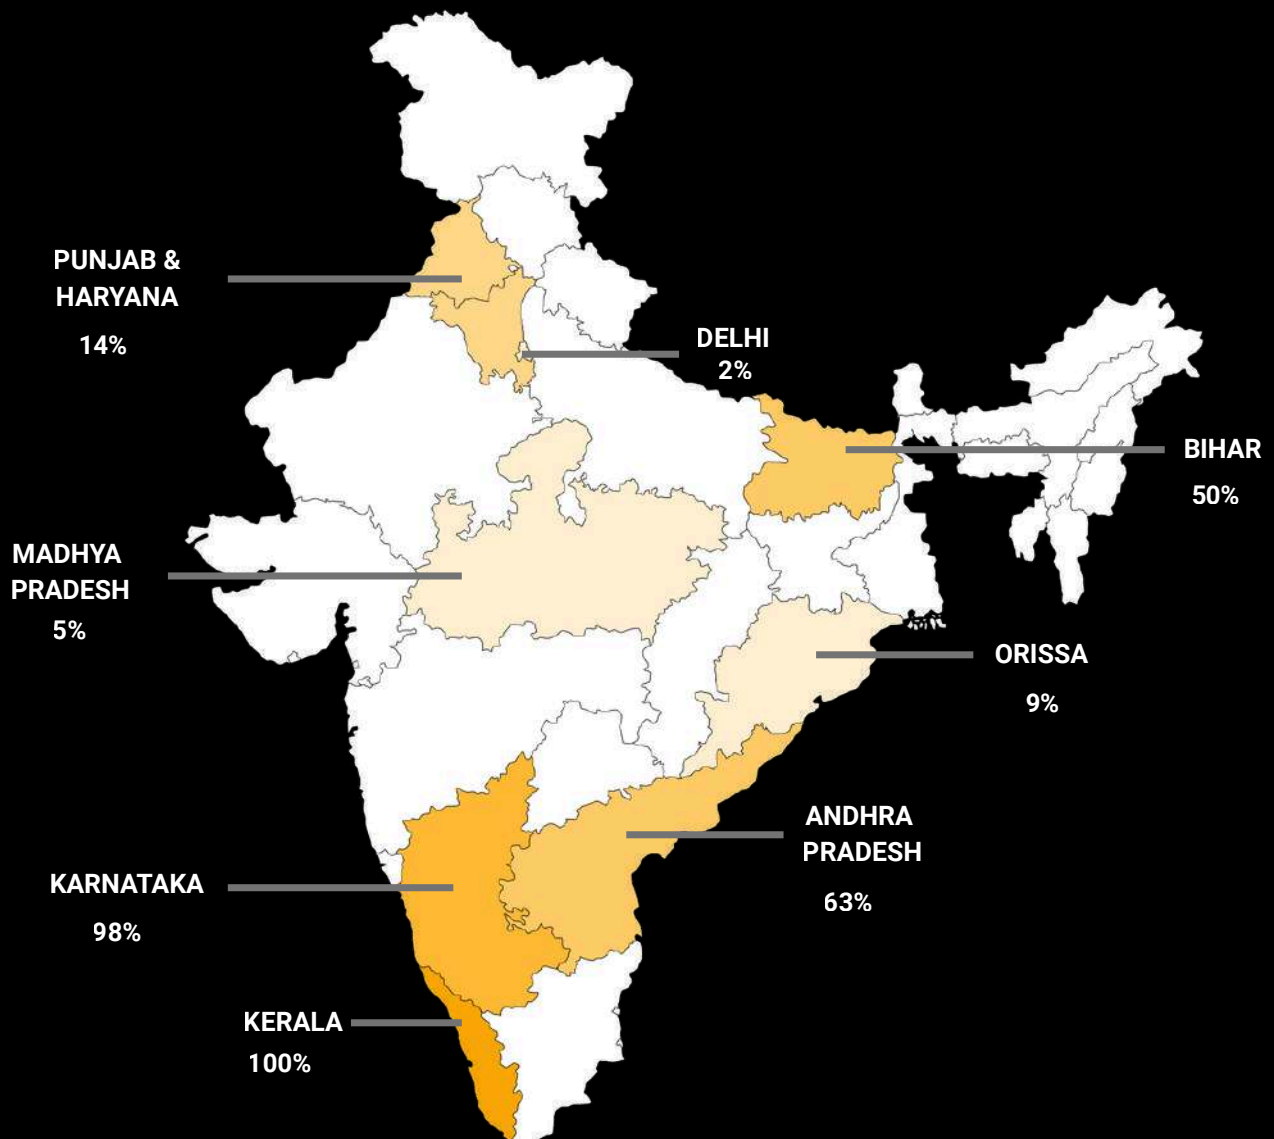 PUNJAB &
HARYANA
14%
DELHI
2%
BIHAR
50%
MADHYA
PRADESH
5%
ORISSA
9%
ANDHRA
PRADESH
63%
KARNATAKA
98%
KERALA
100%